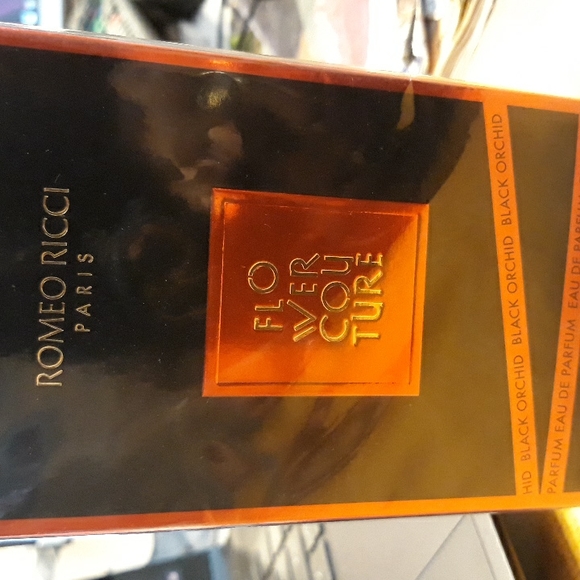 ROMEO RICCI
PARIS
FLO
WER
COU
TURE
HID BLACK ORCHID BLACK ORCHID BLACK ORCHID
PARFUM EAU DE PARFUM EAU DE PARFUM